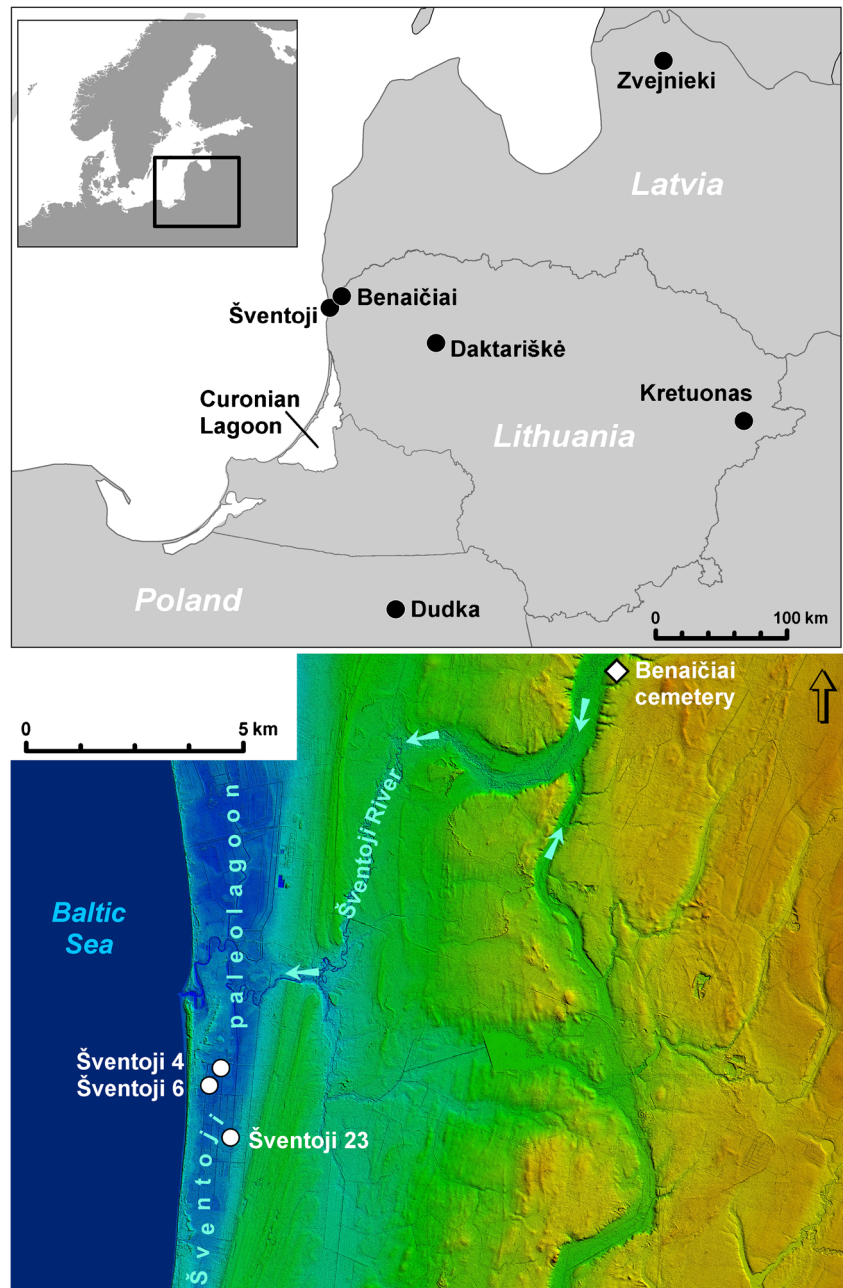 Zvejnieki
Latvia
Benaičiai
Šventoji
Daktariškė
Curonian
Lagoon
Kretuonas
Lithuania
Poland
Dudka
0 100 km
Benaičiai
cemetery
0 5 km
Šventoji River
Baltic
Sea
Šventoji paleolagoon
Šventoji 4
Šventoji 6
Šventoji 23